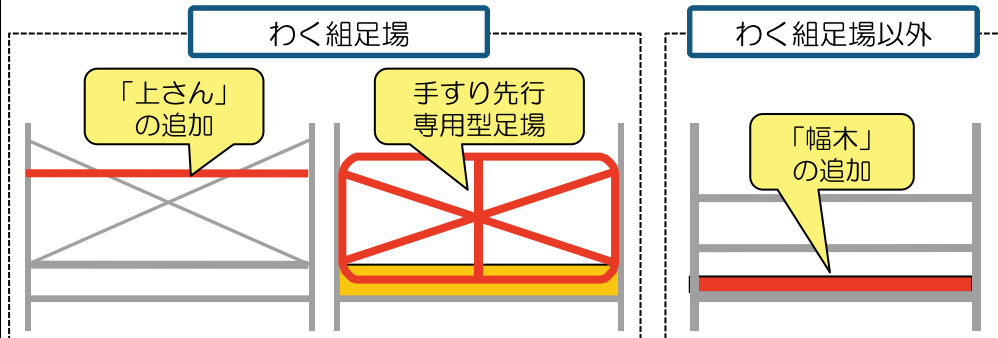 わく組足場
わく組足場以外
「上さん」
の追加
手すり先行
専用型足場
「幅木」
の追加